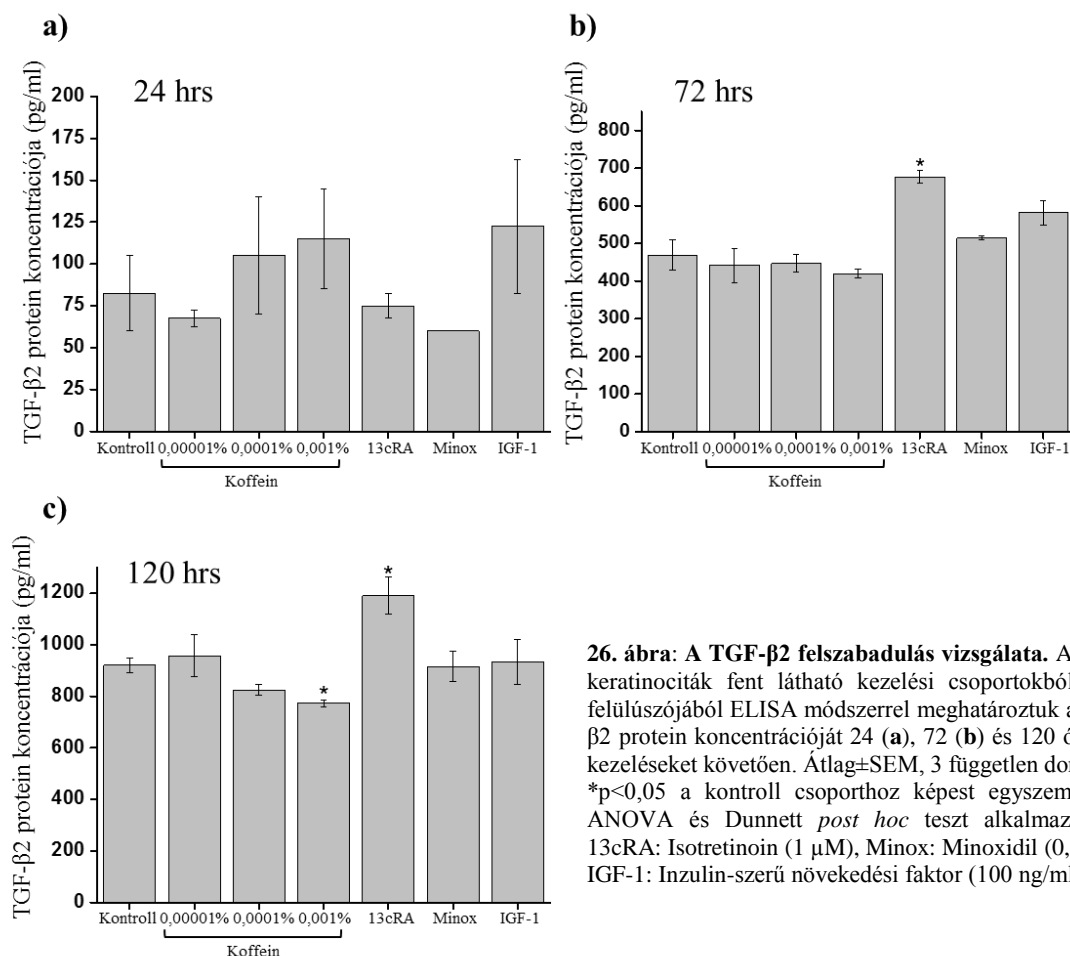 a)
24 hrs
TGF-β2 protein koncentrációja (pg/ml)
200
175
150
125
100
75
50
25
0
Kontroll 0,00001% 0,0001% 0,001% 13cRA Minox IGF-1
Koffein
b)
72 hrs
TGF-β2 protein koncentrációja (pg/ml)
800
700
600
500
400
300
200
100
0
*
Kontroll 0,00001% 0,0001% 0,001% 13cRA Minox IGF-1
Koffein
c)
120 hrs
TGF-β2 protein koncentrációja (pg/ml)
1200
1000
800
600
400
200
0
*
*
Kontroll 0,00001% 0,0001% 0,001% 13cRA Minox IGF-1
Koffein
26. ábra: A TGF-β2 felszabadulás vizsgálata. A
keratinociták fent látható kezelési csoportokból
felülúszójából ELISA módszerrel meghatároztuk a
β2 protein koncentrációját 24 (a), 72 (b) és 120 ó
kezeléseket követően. Átlag±SEM, 3 független don
*p<0,05 a kontroll csoporthoz képest egyszem
ANOVA és Dunnett post hoc teszt alkalmaz
13cRA: Isotretinoin (1 μM), Minox: Minoxidil (0,
IGF-1: Inzulin-szerű növekedési faktor (100 ng/ml